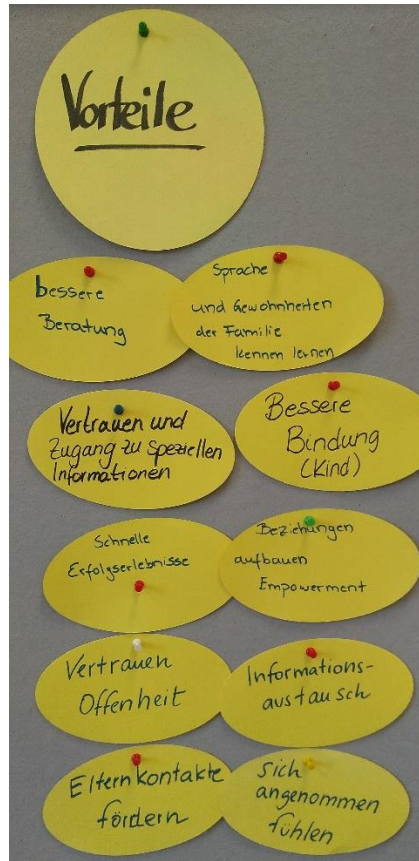 Vorteile
bessere
Beratung
Sprache
und Gewohnheiten
der Familie
kennen lernen
Vertrauen und
Zugang zu speziellen
Informationen
Bessere
Bindung
(Kind)
Schnelle
Erfolgserlebnisse
Beziehungen
aufbauen
Empowerment
Vertrauen
Offenheit
Informations-
austausch
Elternkontakte
fördern
Sich
angenommen
fühlen